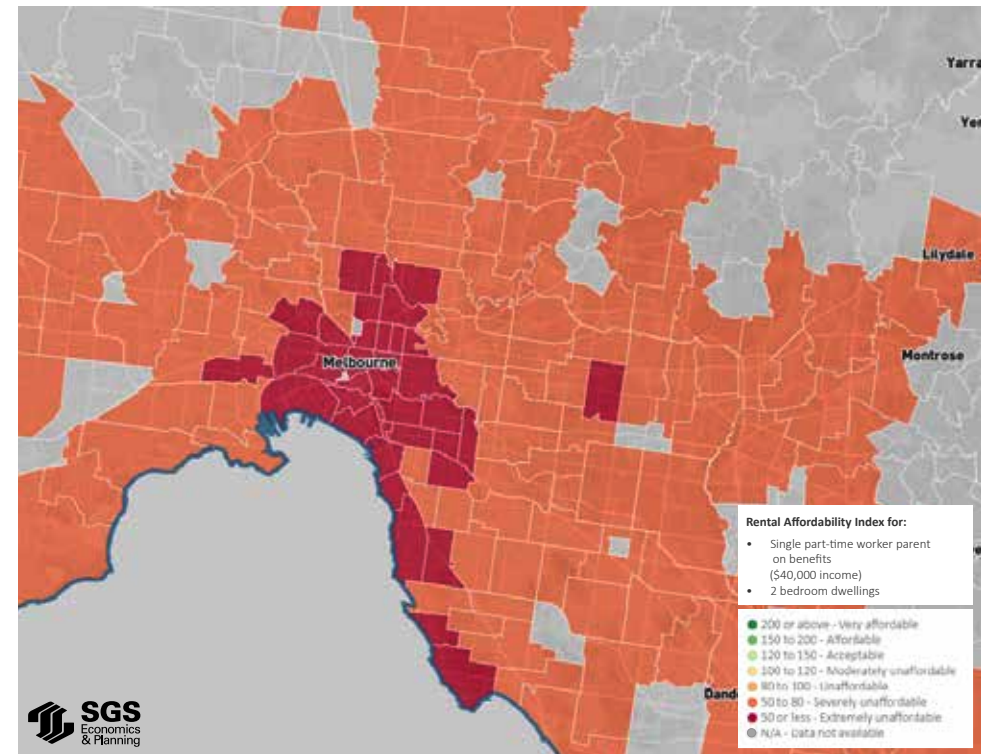 Yarra
Yer
Lilydale
Melbourne
Montrose
Rental Affordability Index for:
• Single part-time worker parent
on benefits
($40,000 income)
• 2 bedroom dwellings
200 or above - Very affordable
150 to 200 - Affordable
120 to 150 - Acceptable
100 to 120 - Moderately unaffordable
80 to 100 - Unaffordable
50 to 80 - Severely unaffordable
50 or less - Extremely unaffordable
N/A - Data not available
Dande
SGS
Economics
& Planning